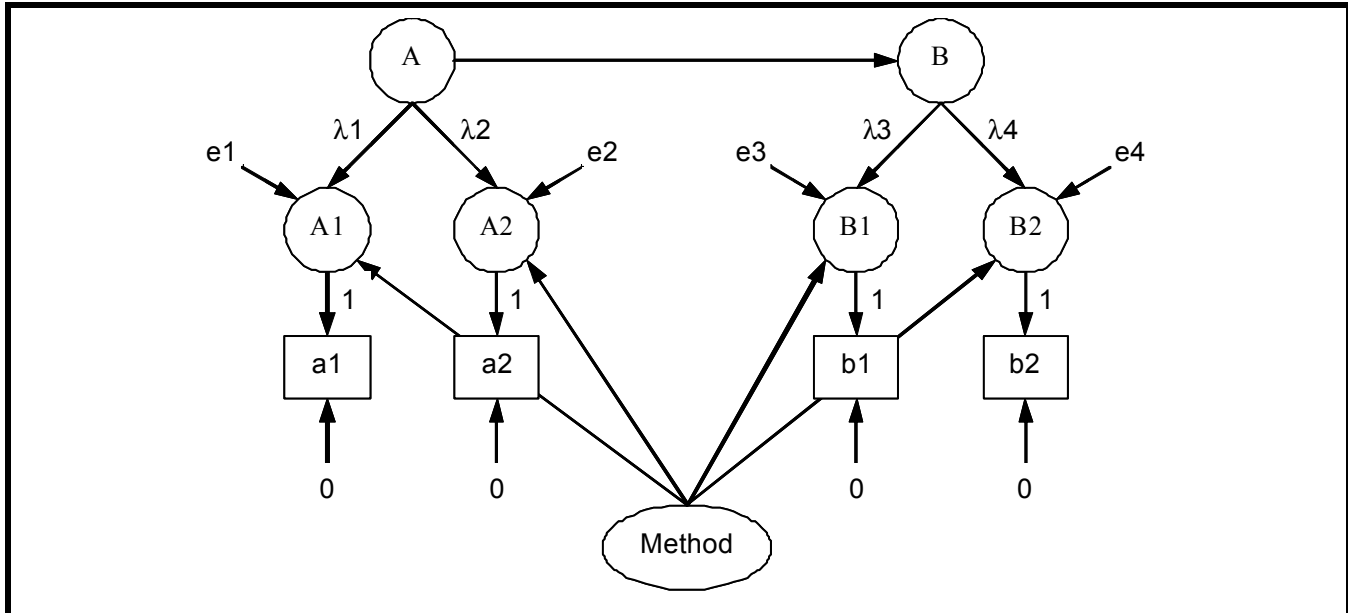 A B
λ1 λ2 λ3 λ4
e1 e2 e3 e4
A1 A2 B1 B2
1 1 1 1
a1 a2 b1 b2
0 0 0 0
Method